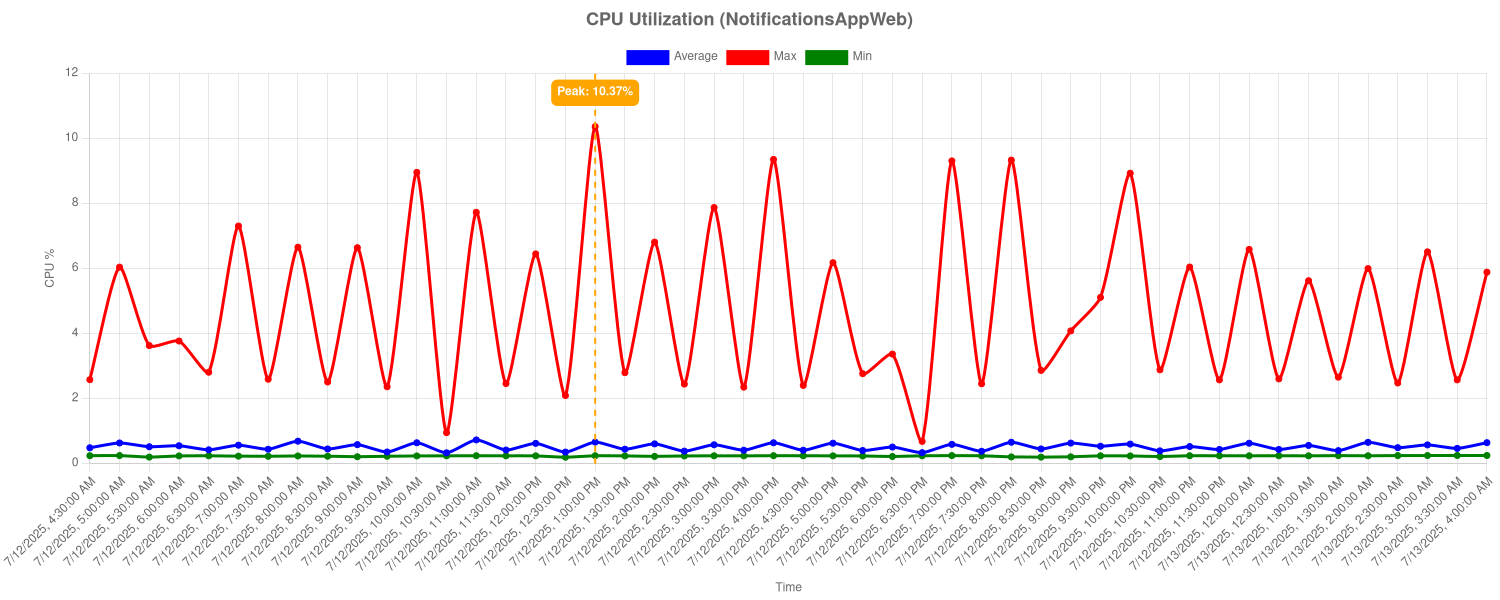 CPU Utilization (NotificationsAppWeb)
Average Max Min
Peak: 10.37%
12
10
8
6
4
2
0
CPU %
7/12/2025, 4:30:00 AM
7/12/2025, 5:00:00 AM
7/12/2025, 5:30:00 AM
7/12/2025, 6:00:00 AM
7/12/2025, 6:30:00 AM
7/12/2025, 7:00:00 AM
7/12/2025, 7:30:00 AM
7/12/2025, 8:00:00 AM
7/12/2025, 8:30:00 AM
7/12/2025, 9:00:00 AM
7/12/2025, 9:30:00 AM
7/12/2025, 10:00:00 AM
7/12/2025, 10:30:00 AM
7/12/2025, 11:00:00 AM
7/12/2025, 11:30:00 AM
7/12/2025, 12:00:00 PM
7/12/2025, 12:30:00 PM
7/12/2025, 1:00:00 PM
7/12/2025, 1:30:00 PM
7/12/2025, 2:00:00 PM
7/12/2025, 2:30:00 PM
7/12/2025, 3:00:00 PM
7/12/2025, 3:30:00 PM
7/12/2025, 4:00:00 PM
7/12/2025, 4:30:00 PM
7/12/2025, 5:00:00 PM
7/12/2025, 5:30:00 PM
7/12/2025, 6:00:00 PM
7/12/2025, 6:30:00 PM
7/12/2025, 7:00:00 PM
7/12/2025, 7:30:00 PM
7/12/2025, 8:00:00 PM
7/12/2025, 8:30:00 PM
7/12/2025, 9:00:00 PM
7/12/2025, 9:30:00 PM
7/12/2025, 10:00:00 PM
7/12/2025, 10:30:00 PM
7/12/2025, 11:00:00 PM
7/12/2025, 11:30:00 PM
7/13/2025, 12:00:00 AM
7/13/2025, 12:30:00 AM
7/13/2025, 1:00:00 AM
7/13/2025, 1:30:00 AM
7/13/2025, 2:00:00 AM
7/13/2025, 2:30:00 AM
7/13/2025, 3:00:00 AM
7/13/2025, 3:30:00 AM
7/13/2025, 4:00:00 AM
Time